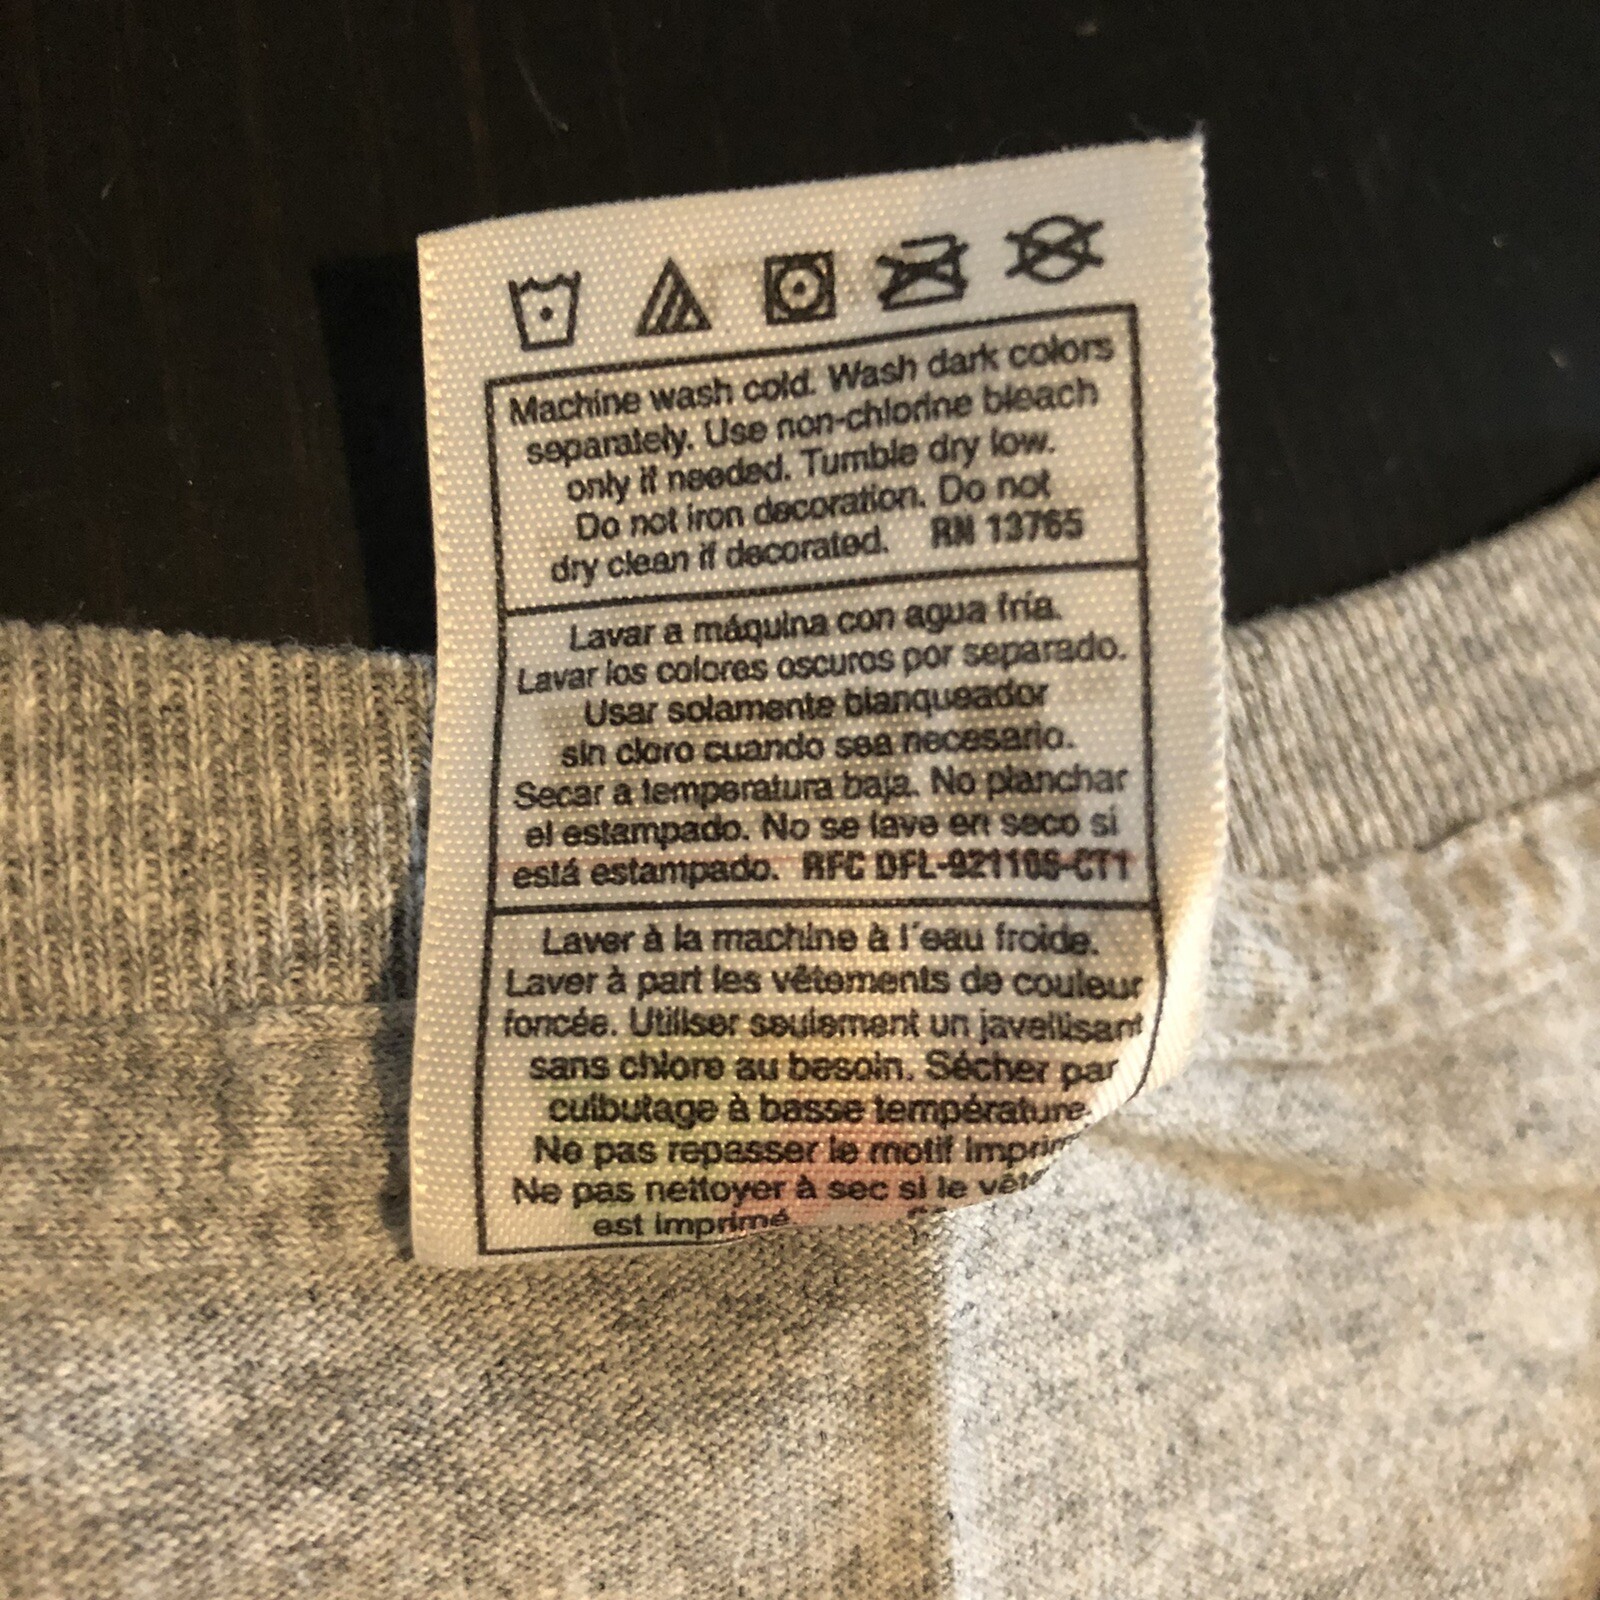 Machine wash cold. Wash dark colors
separately. Use non-chlorine bleach
only if needed. Tumble dry low.
Do not iron decoration. Do not
dry clean if decorated. RN 13765
Lavar a máquina con agua fría.
Lavar los colores oscuros por separado.
Usar solamente blanqueador
sin cloro cuando sea necesario.
Secar a temperatura baja. No planchar
el estampado. No se lave en seco si
está estampado. RFC DFL-921106-CT1
Laver à la machine à l'eau froide.
Laver à part les vêtements de couleur
foncée. Utiliser seulement un javellisant
sans chlore au besoin. Sécher par
culbutage à basse température
Ne pas repasser le motif
Ne pas nettoyer à sec si le
est imprimé